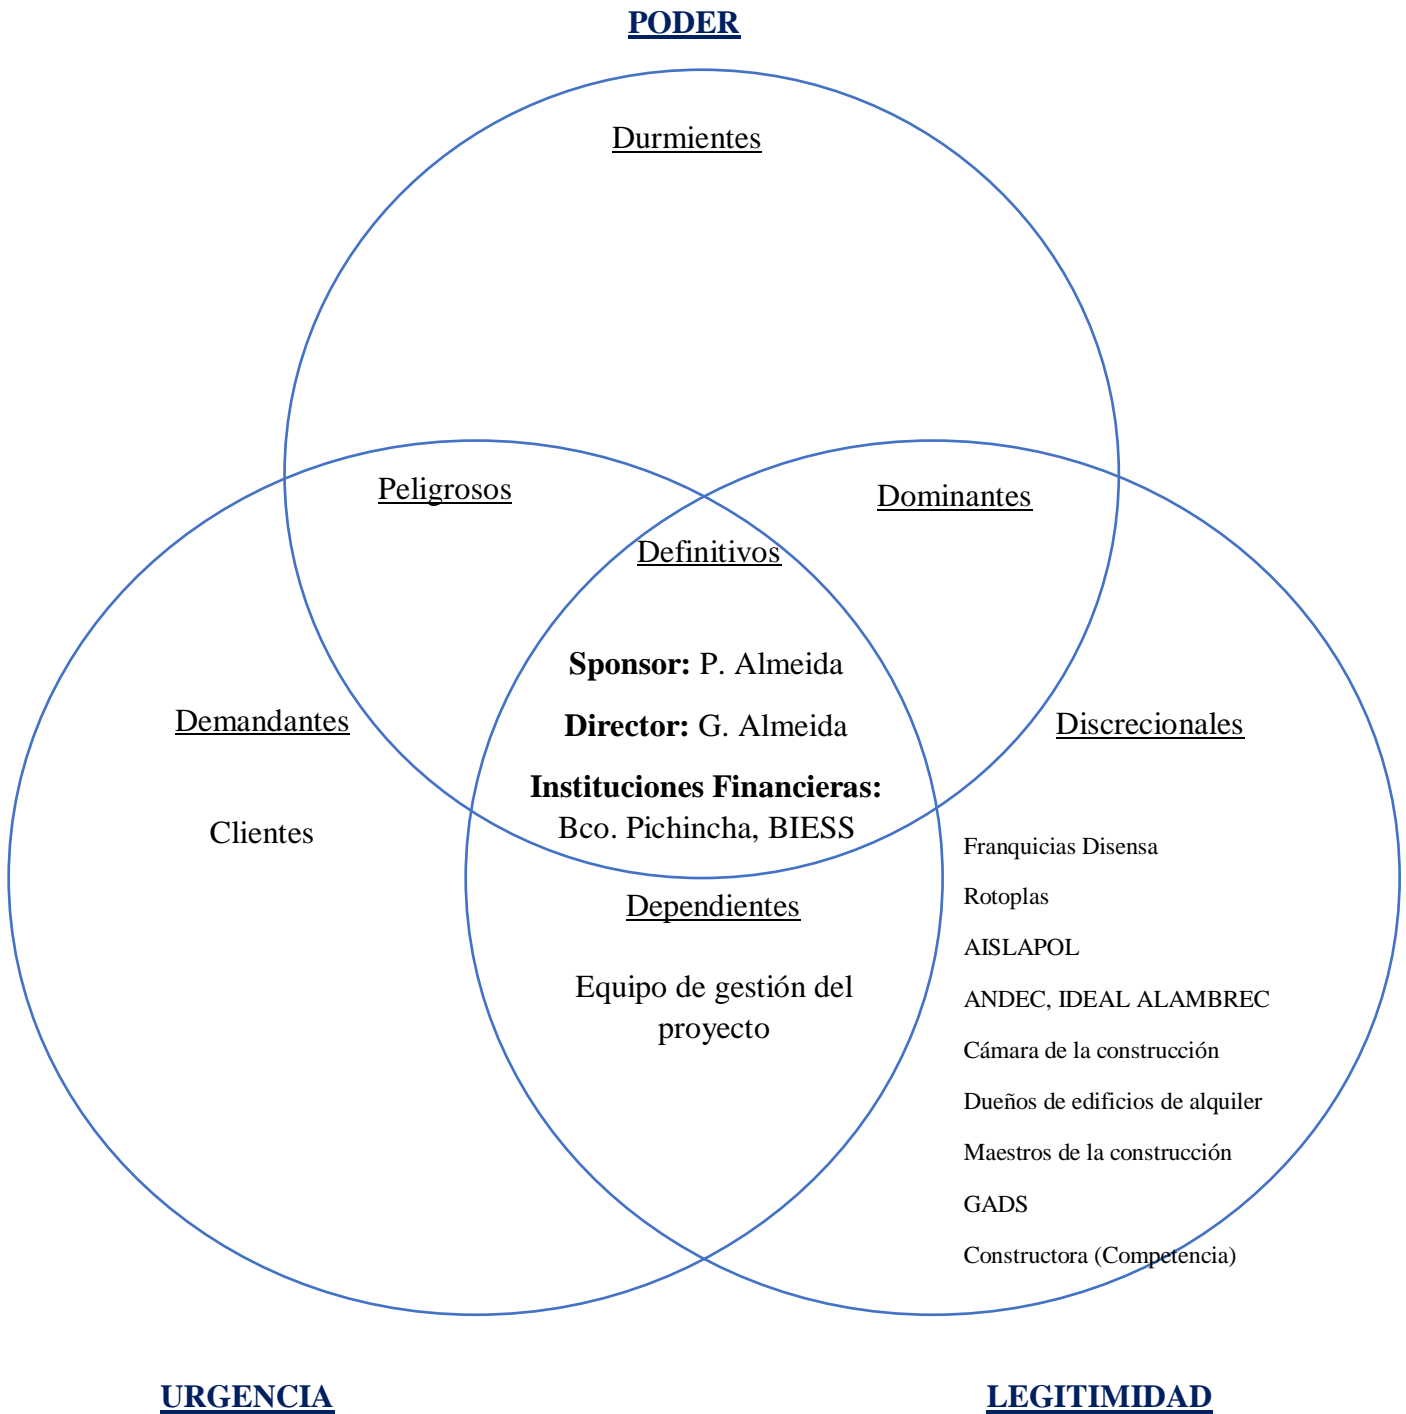 PODER
Durmientes
Peligrosos
Dominantes
Definitivos
Sponsor: P. Almeida
Director: G. Almeida
Instituciones Financieras:
Bco. Pichincha, BIESS
Demandantes
Clientes
Discrecionales
Franquicias Disensa
Rotoplas
AISLAPOL
ANDEC, IDEAL ALAMBREC
Cámara de la construcción
Dueños de edificios de alquiler
Maestros de la construcción
GADS
Constructora (Competencia)
Dependientes
Equipo de gestión del
proyecto
URGENCIA
LEGITIMIDAD